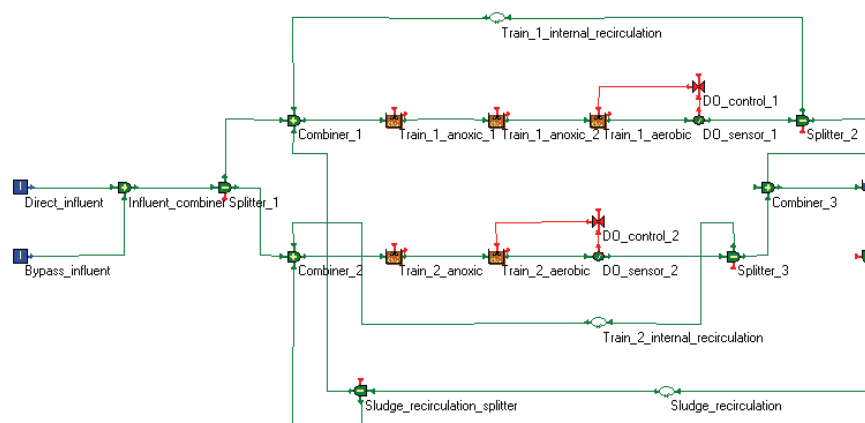 Train_1_internal_recirculation
DO_control_1
Combiner_1
Train_1_anoxic_1
Train_1_anoxic_2
Train_1_aerobic
DO_sensor_1
Splitter_2
Direct_influent
Influent_combiner
Splitter_1
Combiner_3
DO_control_2
Bypass_influent
Combiner_2
Train_2_anoxic
Train_2_aerobic
DO_sensor_2
Splitter_3
Train_2_internal_recirculation
Sludge_recirculation_splitter
Sludge_recirculation